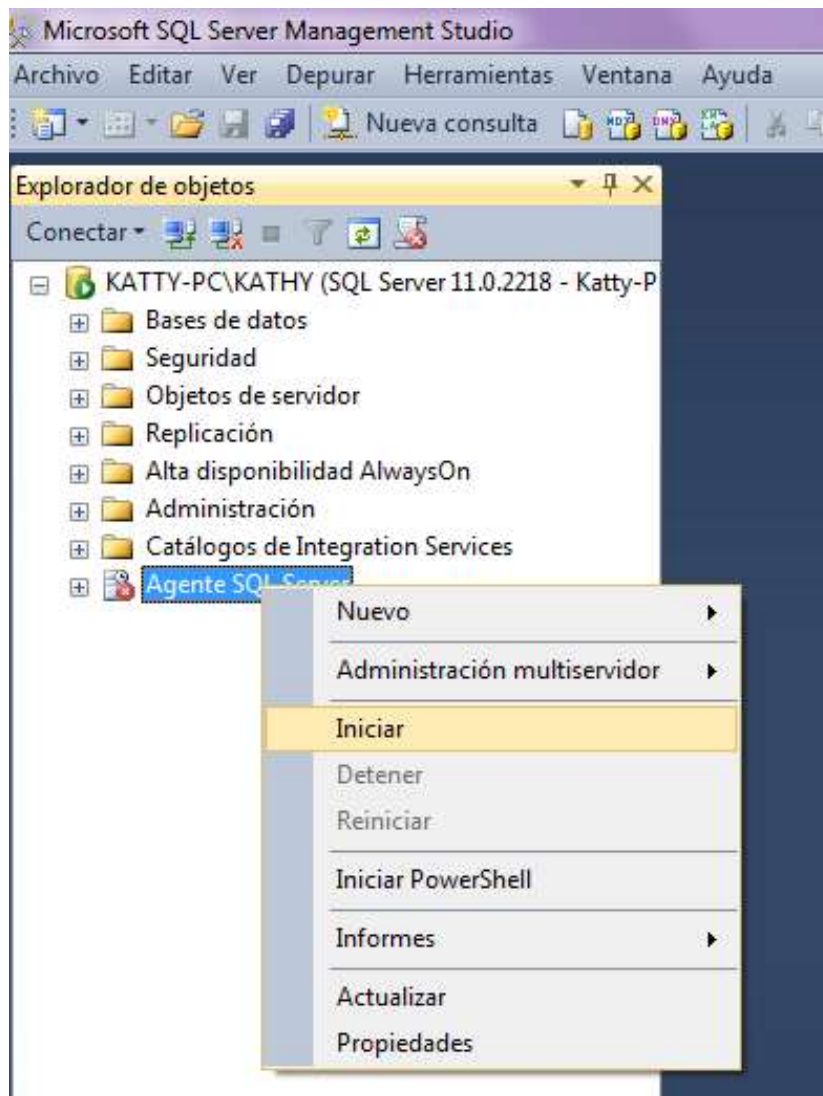 Microsoft SQL Server Management Studio
Archivo Editar Ver Depurar Herramientas Ventana Ayuda
Nueva consulta
Explorador de objetos
Conectar
KATTY-PC\KATHY (SQL Server 11.0.2218 - Katty-P
Bases de datos
Seguridad
Objetos de servidor
Replicación
Alta disponibilidad AlwaysOn
Administración
Catálogos de Integration Services
Agente SQL Server
Nuevo
Administración multiservidor
Iniciar
Detener
Reiniciar
Iniciar PowerShell
Informes
Actualizar
Propiedades